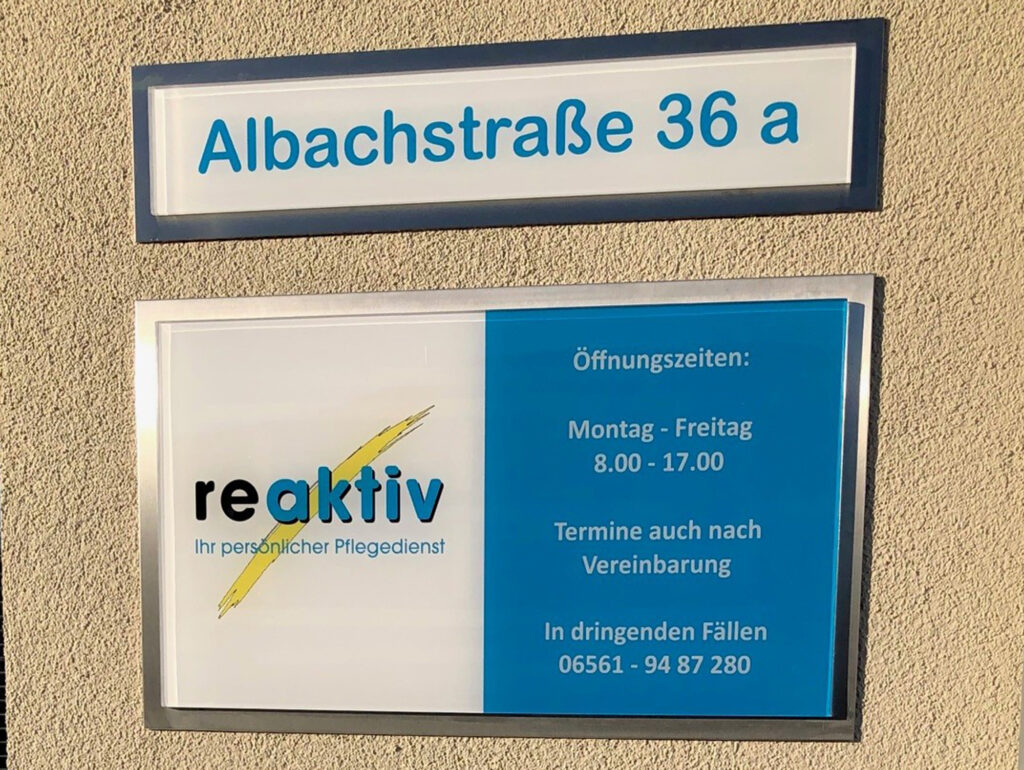 Albachstraße 36 a
reaktiv
Ihr persönlicher Pflegedienst
Öffnungszeiten:
Montag - Freitag
8.00 - 17.00
Termine auch nach
Vereinbarung
In dringenden Fällen
06561 - 94 87 280